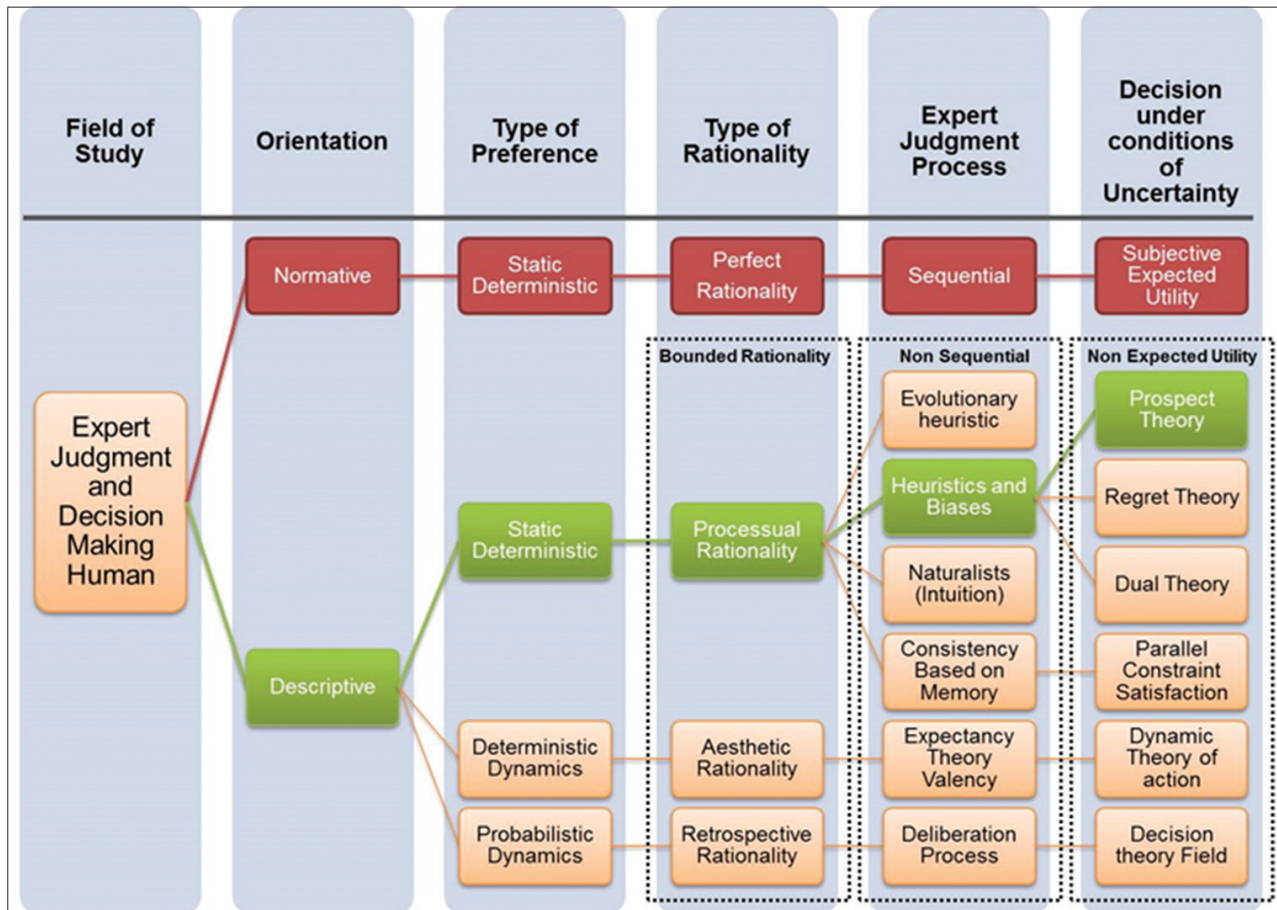 Field of
Study
Orientation
Type of
Preference
Type of
Rationality
Expert
Judgment
Process
Decision
under
conditions
of
Uncertainty
Normative
Static
Deterministic
Perfect
Rationality
Sequential
Subjective
Expected
Utility
Bounded Rationality
Non Sequential
Non Expected Utility
Expert
Judgment
and
Decision
Making
Human
Evolutionary
heuristic
Prospect
Theory
Static
Deterministic
Processual
Rationality
Heuristics and
Biases
Regret Theory
Naturalists
(Intuition)
Dual Theory
Descriptive
Consistency
Based on
Memory
Parallel
Constraint
Satisfaction
Deterministic
Dynamics
Aesthetic
Rationality
Expectancy
Theory
Valency
Dynamic
Theory of
action
Probabilistic
Dynamics
Retrospective
Rationality
Deliberation
Process
Decision
theory Field